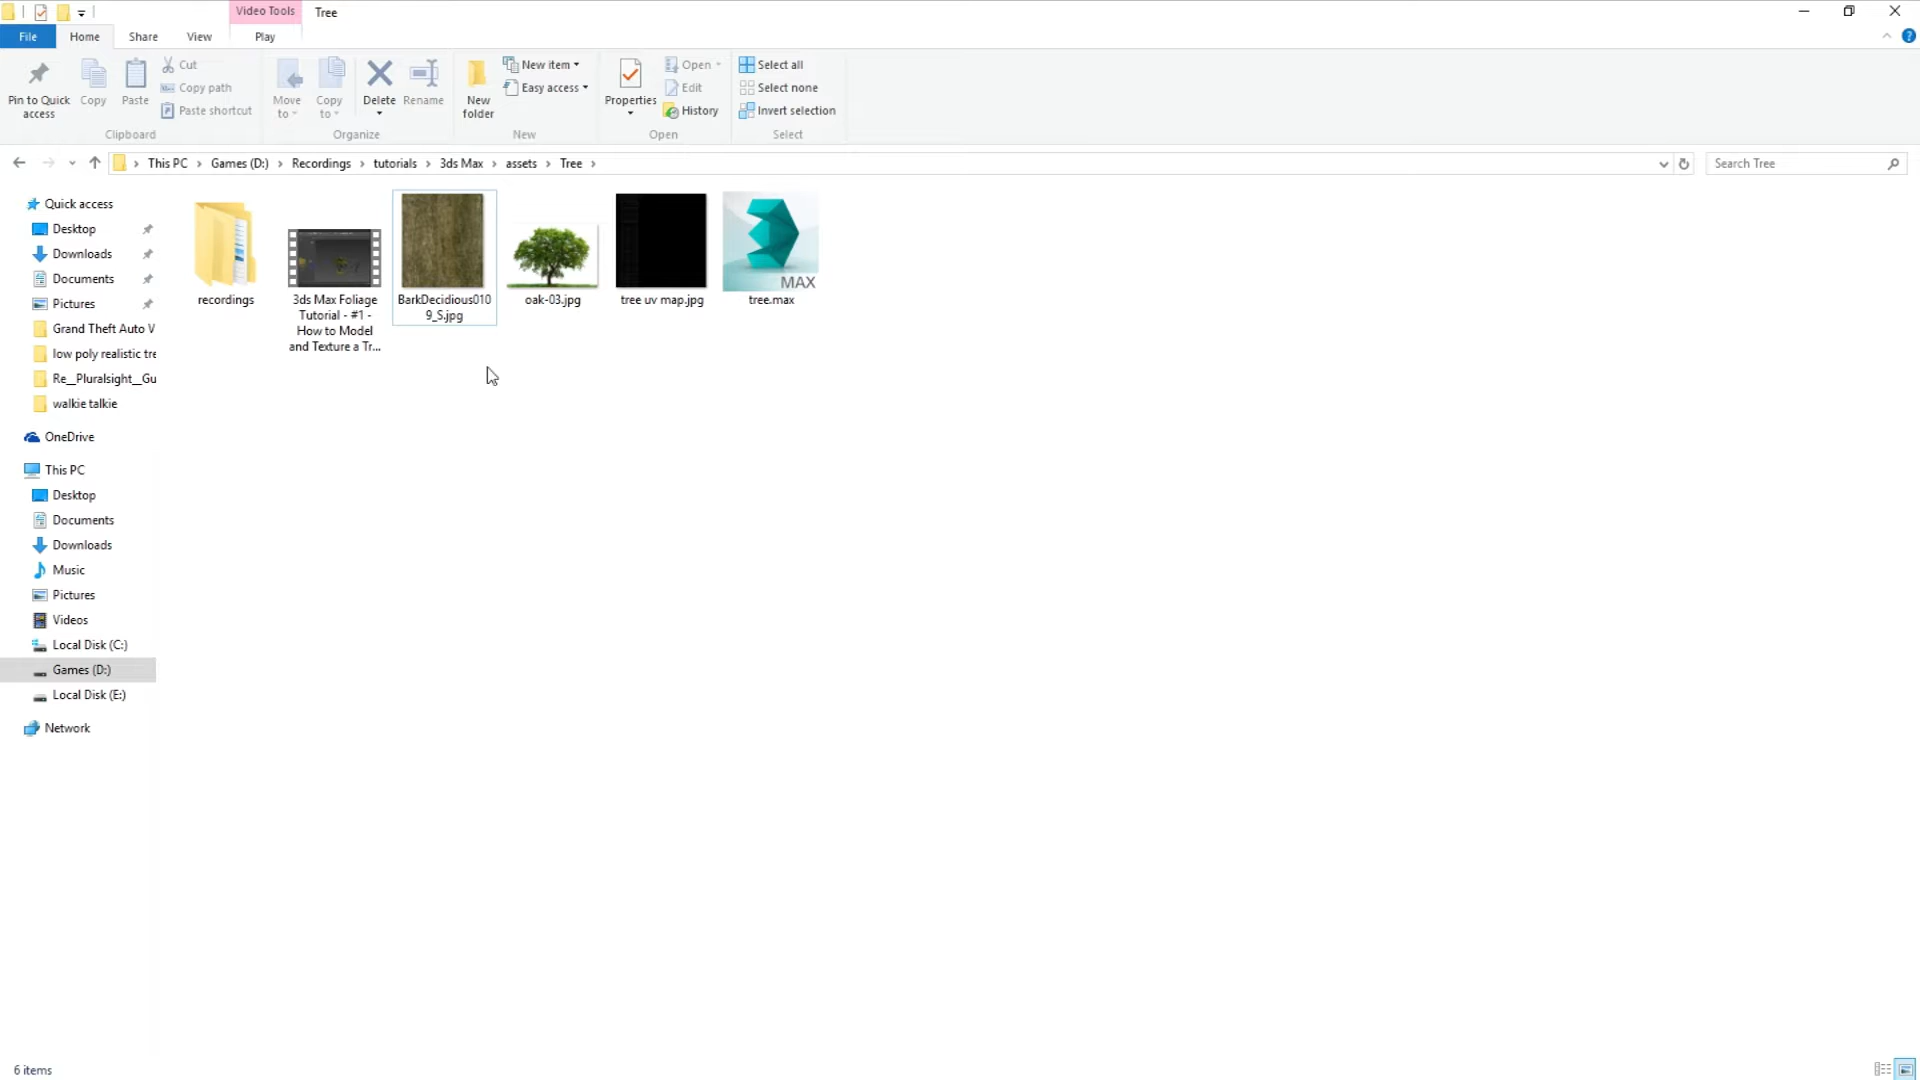 Video Tools Tree
File Home Share View Play
Pin to Quick access
Copy
Paste
Cut
Copy path
Paste shortcut
Clipboard
Move to
Copy to
Delete
Rename
Organize
New folder
New item
Easy access
New
Properties
Open
Edit
History
Open
Select all
Select none
Invert selection
Select
This PC > Games (D:) > Recordings > tutorials > 3ds Max > assets > Tree >
Search Tree
Quick access
Desktop
Downloads
Documents
Pictures
Grand Theft Auto V
low poly realistic tre
Re__Pluralsight__Gu
walkie talkie
OneDrive
This PC
Desktop
Documents
Downloads
Music
Pictures
Videos
Local Disk (C:)
Games (D:)
Local Disk (E:)
Network
recordings
3ds Max Foliage
Tutorial - #1 -
How to Model
and Texture a Tr...
BarkDecidious010
9_S.jpg
oak-03.jpg
tree uv map.jpg
MAX
tree.max
6 items